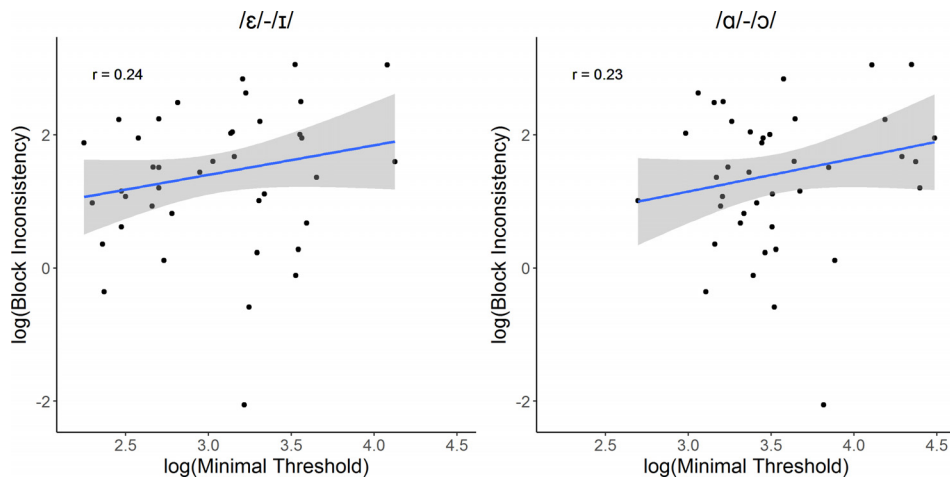 /ɛ/-/ɪ/
r = 0.24
log(Block Inconsistency)
2
0
-2
2.5 3.0 3.5 4.0 4.5
log(Minimal Threshold)
/ɑ/-/ɔ/
r = 0.23
log(Block Inconsistency)
2
0
-2
2.5 3.0 3.5 4.0 4.5
log(Minimal Threshold)